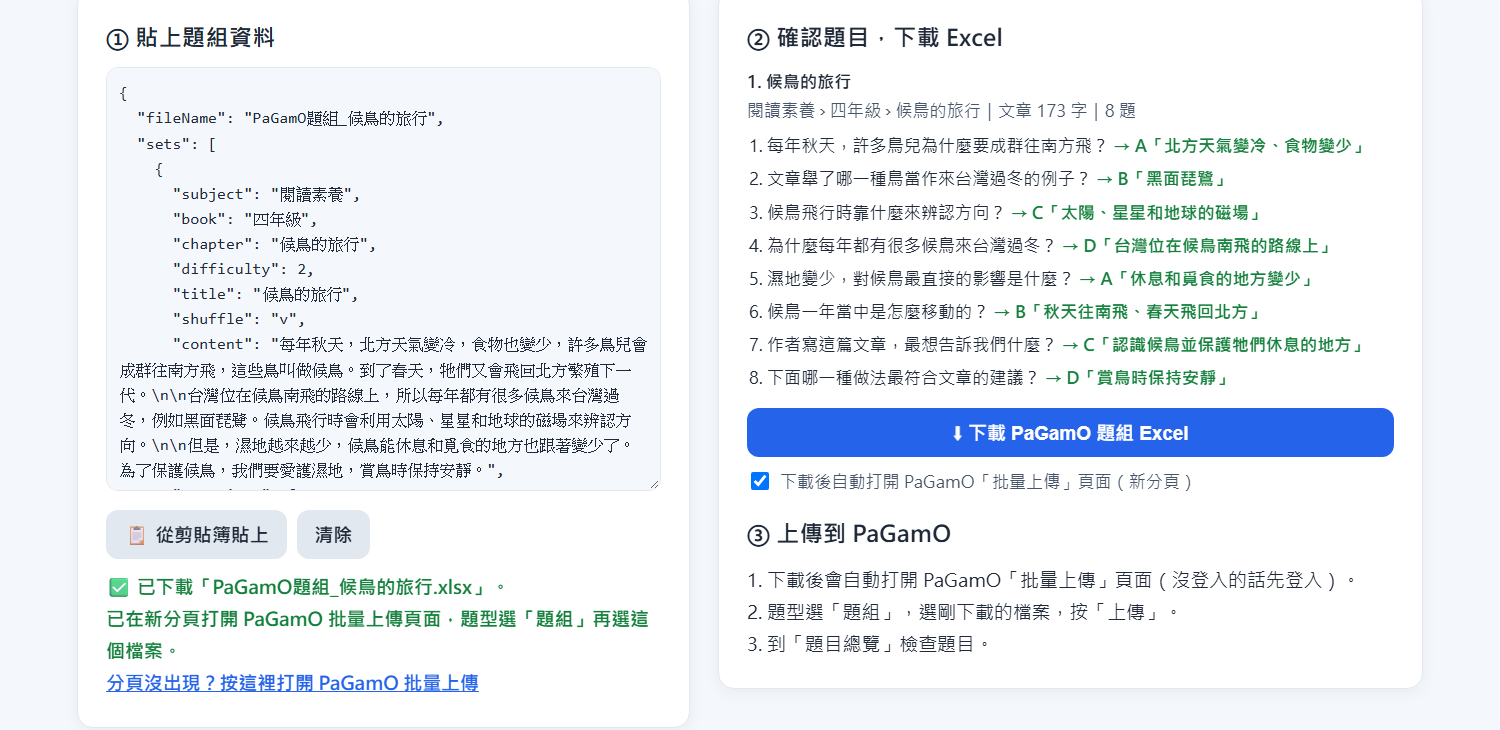 ① 貼上題組資料
{
"fileName": "PaGamO題組_候鳥的旅行",
"sets": [
{
"subject": "閱讀素養",
"book": "四年級",
"chapter": "候鳥的旅行",
"difficulty": 2,
"title": "候鳥的旅行",
"shuffle": "v",
"content": "每年秋天，北方天氣變冷，食物也變少，許多鳥兒會
成群往南方飛，這些鳥叫做候鳥。到了春天，牠們又會飛回北方繁殖下一
代。\n\n台灣位在候鳥南飛的路線上，所以每年都有很多候鳥來台灣過
冬，例如黑面琵鷺。候鳥飛行時會利用太陽、星星和地球的磁場來辨認方
向。\n\n但是，濕地越來越少，候鳥能休息和覓食的地方也跟著變少了。
為了保護候鳥，我們要愛護濕地，賞鳥時保持安靜。",
📋 從剪貼簿貼上
清除
✅ 已下載「PaGamO題組_候鳥的旅行.xlsx」。
已在新分頁打開 PaGamO 批量上傳頁面，題型選「題組」再選這
個檔案。
分頁沒出現？按這裡打開 PaGamO 批量上傳
② 確認題目，下載 Excel
1. 候鳥的旅行
閱讀素養 › 四年級 › 候鳥的旅行｜文章 173 字｜8 題
1. 每年秋天，許多鳥兒為什麼要成群往南方飛？ → A「北方天氣變冷、食物變少」
2. 文章舉了哪一種鳥當作來台灣過冬的例子？ → B「黑面琵鷺」
3. 候鳥飛行時靠什麼來辨認方向？ → C「太陽、星星和地球的磁場」
4. 為什麼每年都有很多候鳥來台灣過冬？ → D「台灣位在候鳥南飛的路線上」
5. 濕地變少，對候鳥最直接的影響是什麼？ → A「休息和覓食的地方變少」
6. 候鳥一年當中是怎麼移動的？ → B「秋天往南飛、春天飛回北方」
7. 作者寫這篇文章，最想告訴我們什麼？ → C「認識候鳥並保護牠們休息的地方」
8. 下面哪一種做法最符合文章的建議？ → D「賞鳥時保持安靜」
⬇ 下載 PaGamO 題組 Excel
下載後自動打開 PaGamO「批量上傳」頁面（新分頁）
③ 上傳到 PaGamO
1. 下載後會自動打開 PaGamO「批量上傳」頁面（沒登入的話先登入）。
2. 題型選「題組」，選剛下載的檔案，按「上傳」。
3. 到「題目總覽」檢查題目。